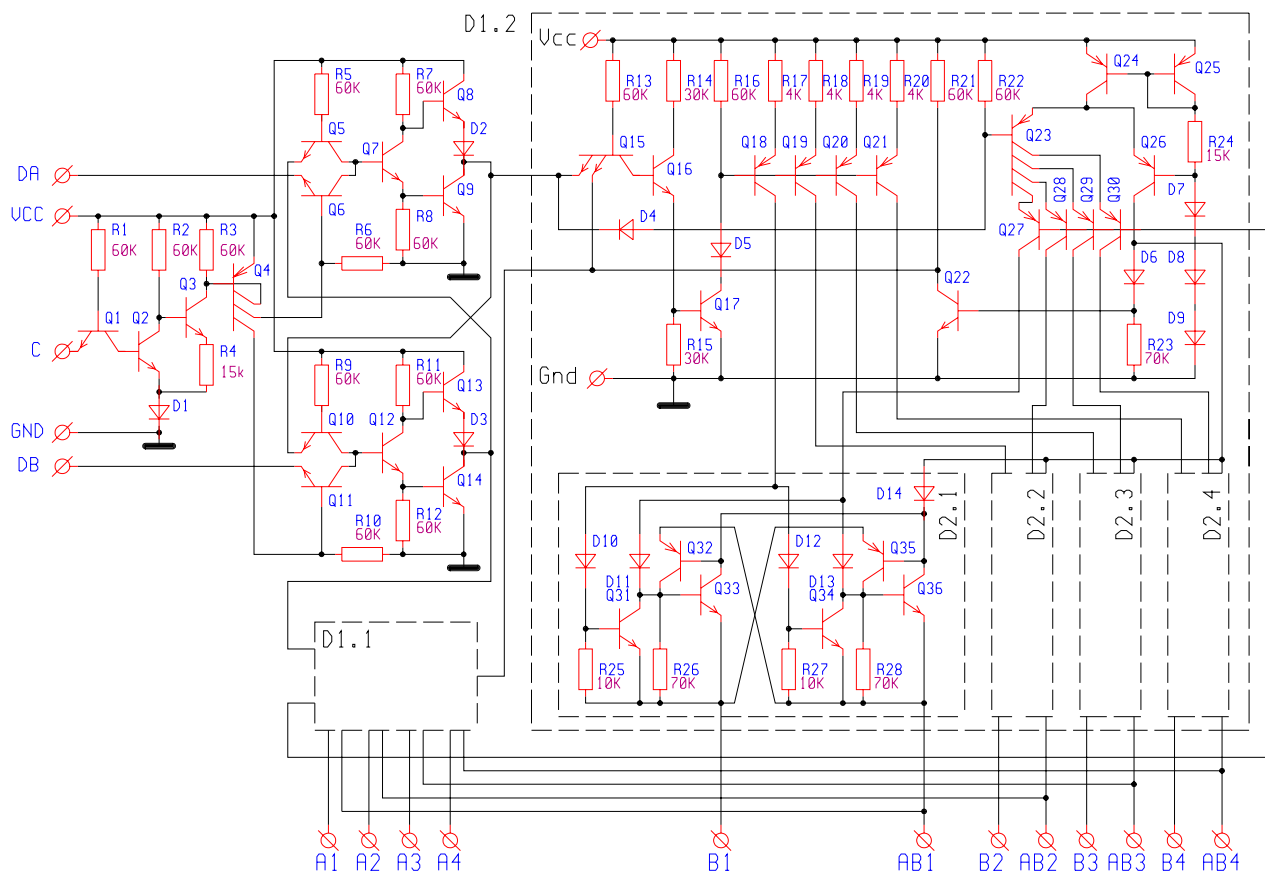 D1.2
Vcc
Q24
Q25
R5
60K
R7
60K
Q8
R13
60K
R14
30K
R16
60K
R17
4K
R18
4K
R19
4K
R20
4K
R21
60K
R22
60K
D2
Q5
Q7
Q15
Q16
Q18
Q19
Q20
Q21
Q23
Q26
R24
15K
DA
Q9
Q6
D7
Q28
Q29
Q30
VCC
R1
60K
R2
60K
R3
60K
R6
60K
R8
60K
D4
D5
Q27
D6
D8
Q4
Q3
Q22
Q1
Q2
Q17
D9
C
R4
15k
R15
30K
R23
70K
R9
60K
R11
60K
Q13
Gnd
D1
D3
Q10
Q12
GND
DB
Q14
Q11
R10
60K
R12
60K
D14
D2.1
D2.2
D2.3
D2.4
D10
Q32
D12
Q35
D11
Q33
D13
Q36
Q31
Q34
D1.1
R25
10K
R26
70K
R27
10K
R28
70K
A1
A2
A3
A4
B1
AB1
B2
AB2
B3
AB3
B4
AB4